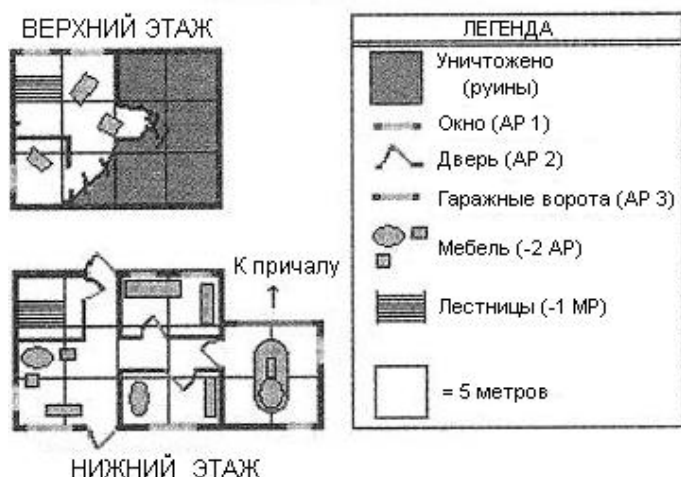 ВЕРХНИЙ ЭТАЖ
К причалу
НИЖНИЙ ЭТАЖ
ЛЕГЕНДА
Уничтожено
(руины)
Окно (АР 1)
Дверь (АР 2)
Гаражные ворота (АР 3)
Мебель (-2 АР)
Лестницы (-1 МР)
= 5 метров